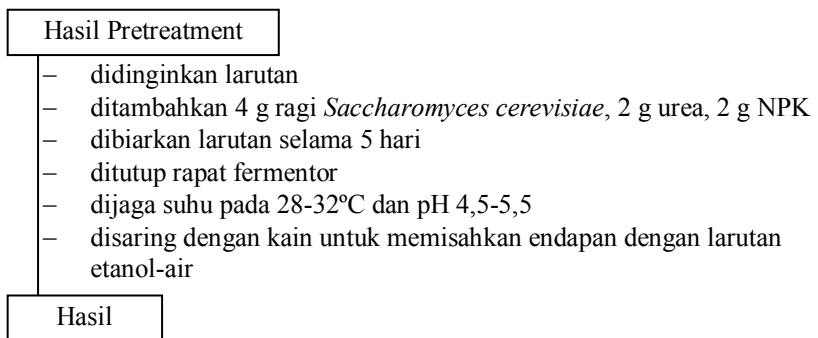 Hasil Pretreatment
– didinginkan larutan
– ditambahkan 4 g ragi Saccharomyces cerevisiae, 2 g urea, 2 g NPK
– dibiarkan larutan selama 5 hari
– ditutup rapat fermentor
– dijaga suhu pada 28-32ºC dan pH 4,5-5,5
– disaring dengan kain untuk memisahkan endapan dengan larutan
etanol-air
Hasil